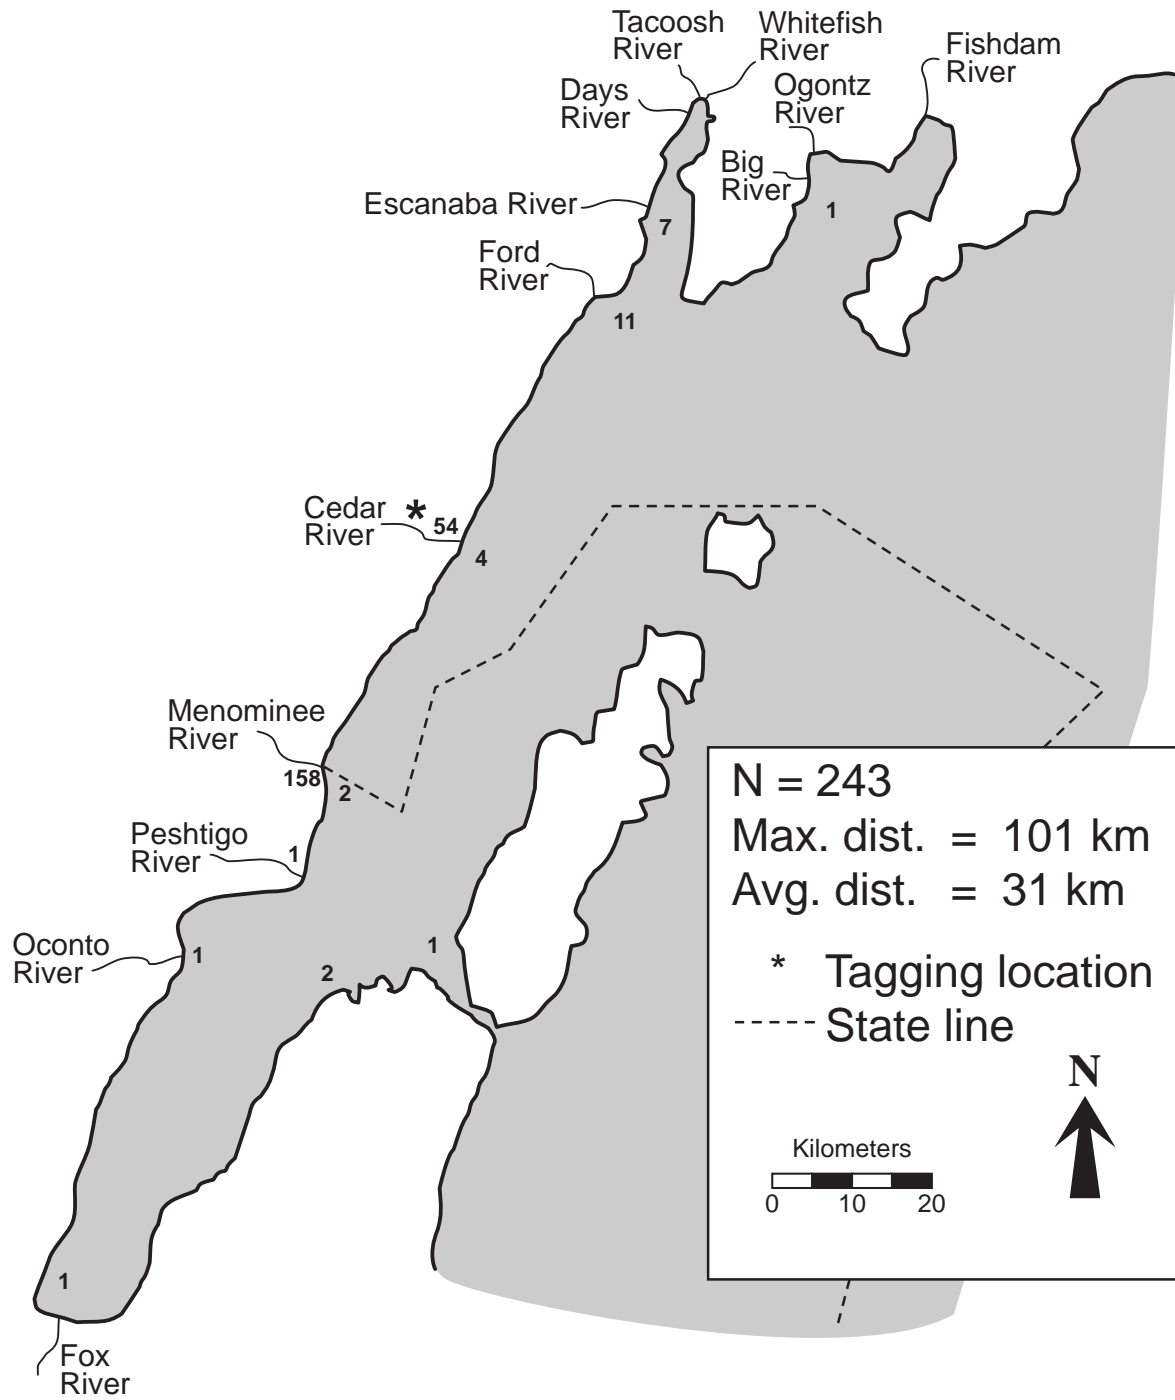 Tacoosh
River
Whitefish
River
Fishdam
River
Days
River
Ogontz
River
Big
River
Escanaba River
1
7
Ford
River
11
Cedar
River
*
54
4
Menominee
River
158
2
Peshtigo
River
1
Oconto
River
1
2
1
1
Fox
River
N = 243
Max. dist. = 101 km
Avg. dist. = 31 km
* Tagging location
State line
N
Kilometers
0 10 20